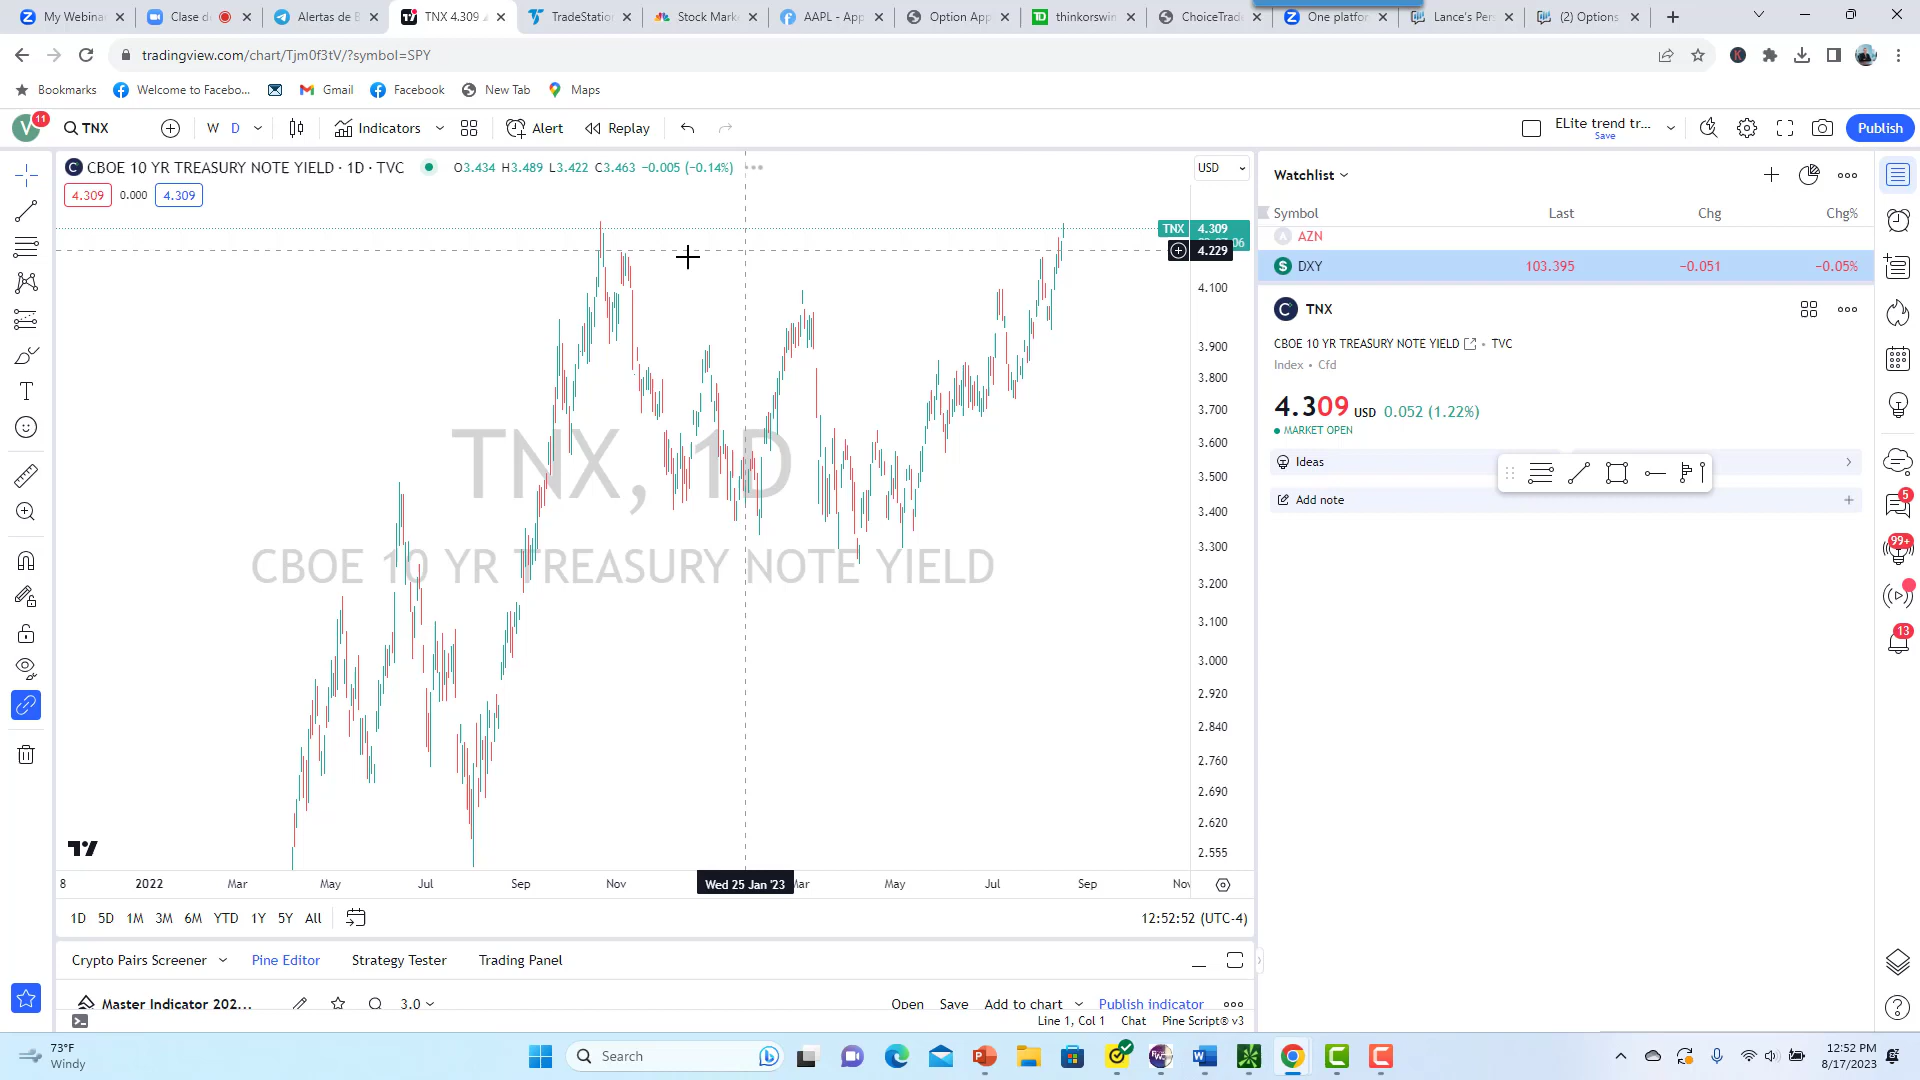 My Webinar
Clase d
Alertas de B
TNX 4.309
TradeStation
Stock Mark
AAPL - App
Option App
thinkorswim
ChoiceTrad
One platfor
Lance's Pers
(2) Options
tradingview.com/chart/Tjm0f3tV/?symbol=SPY
Bookmarks
Welcome to Facebo...
Gmail
Facebook
New Tab
Maps
V
11
TNX
W
D
Indicators
Alert
Replay
ELite trend tr...
Save
Publish
CBOE 10 YR TREASURY NOTE YIELD · 1D · TVC
O3.434 H3.489 L3.422 C3.463 −0.005 (−0.14%)
USD
4.309
0.000
4.309
TNX 4.309
4.229
4.100
3.900
3.800
3.700
3.600
3.500
3.400
3.300
3.200
3.100
3.000
2.920
2.840
2.760
2.690
2.620
2.555
TNX, 1D
CBOE 10 YR TREASURY NOTE YIELD
8
2022
Mar
May
Jul
Sep
Nov
Wed 25 Jan '23
May
Jul
Sep
1D 5D 1M 3M 6M YTD 1Y 5Y All
12:52:52 (UTC-4)
Crypto Pairs Screener
Pine Editor
Strategy Tester
Trading Panel
Master Indicator 202...
3.0
Open
Save
Add to chart
Publish indicator
Line 1, Col 1
Chat
Pine Script® v3
Watchlist
Symbol
Last
Chg
Chg%
A
AZN
DXY
103.395
−0.051
−0.05%
TNX
CBOE 10 YR TREASURY NOTE YIELD • TVC
Index • Cfd
4.309 USD 0.052 (1.22%)
MARKET OPEN
Ideas
Add note
5
99+
13
73°F
Windy
Search
12:52 PM
8/17/2023